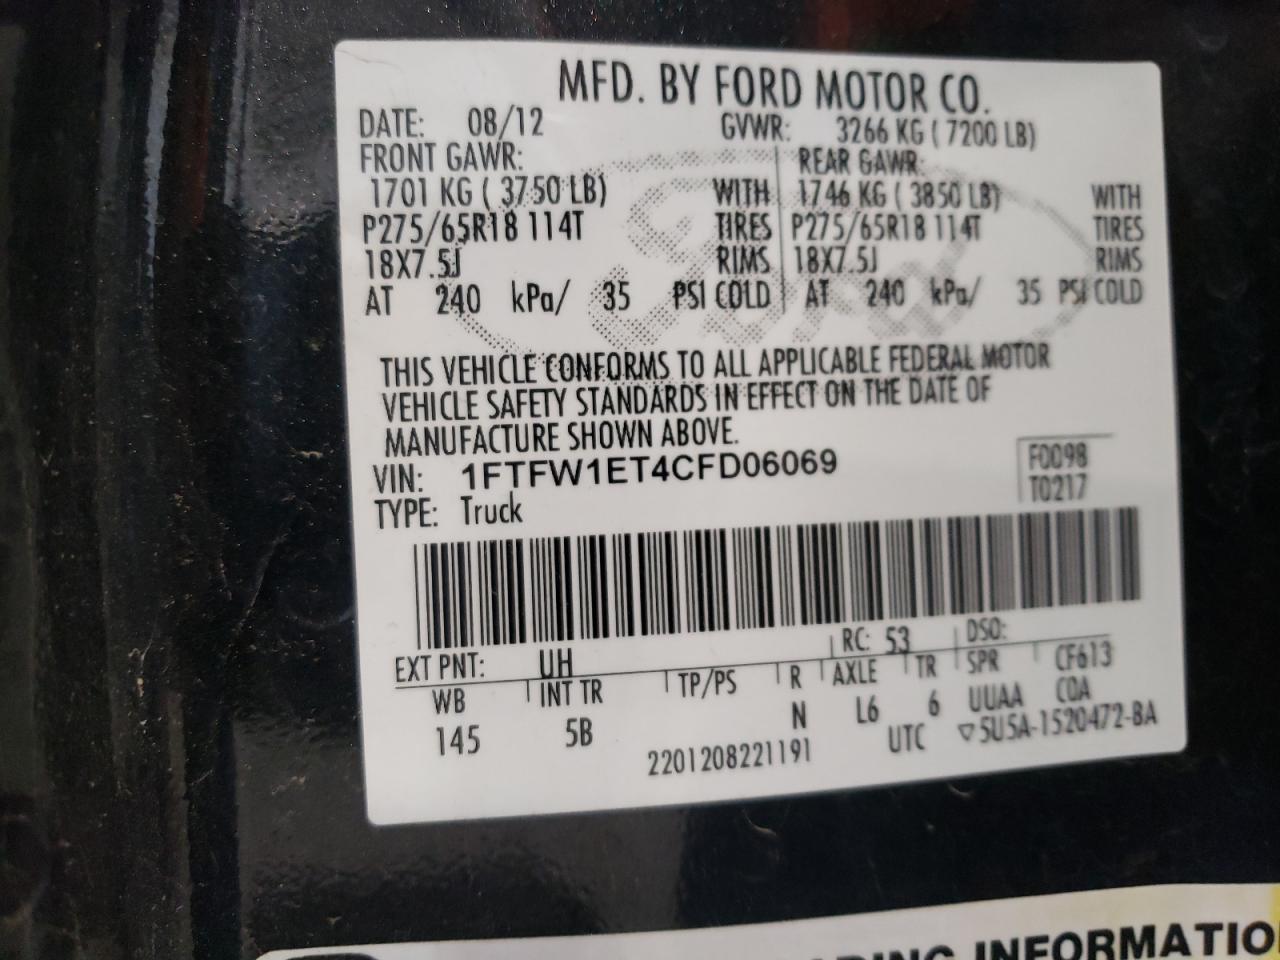 MFD. BY FORD MOTOR CO.
DATE: 08/12 GVWR: 3266 KG ( 7200 LB)
FRONT GAWR: REAR GAWR:
1701 KG ( 3750 LB) WITH 1746 KG ( 3850 LB) WITH
P275/65R18 114T TIRES P275/65R18 114T TIRES
18X7.5J RIMS 18X7.5J RIMS
AT 240 kPa/ 35 PSI COLD AT 240 kPa/ 35 PSI COLD
THIS VEHICLE CONFORMS TO ALL APPLICABLE FEDERAL MOTOR
VEHICLE SAFETY STANDARDS IN EFFECT ON THE DATE OF
MANUFACTURE SHOWN ABOVE.
VIN: 1FTFW1ET4CFD06069 F0098
TYPE: Truck T0217
EXT PNT: UH RC: 53 DSO:
WB INT TR TP/PS R AXLE TR SPR CF613
145 5B N L6 6 UUAA COA
2201208221191 UTC ▽5U5A-1520472-BA
INFORMATIO